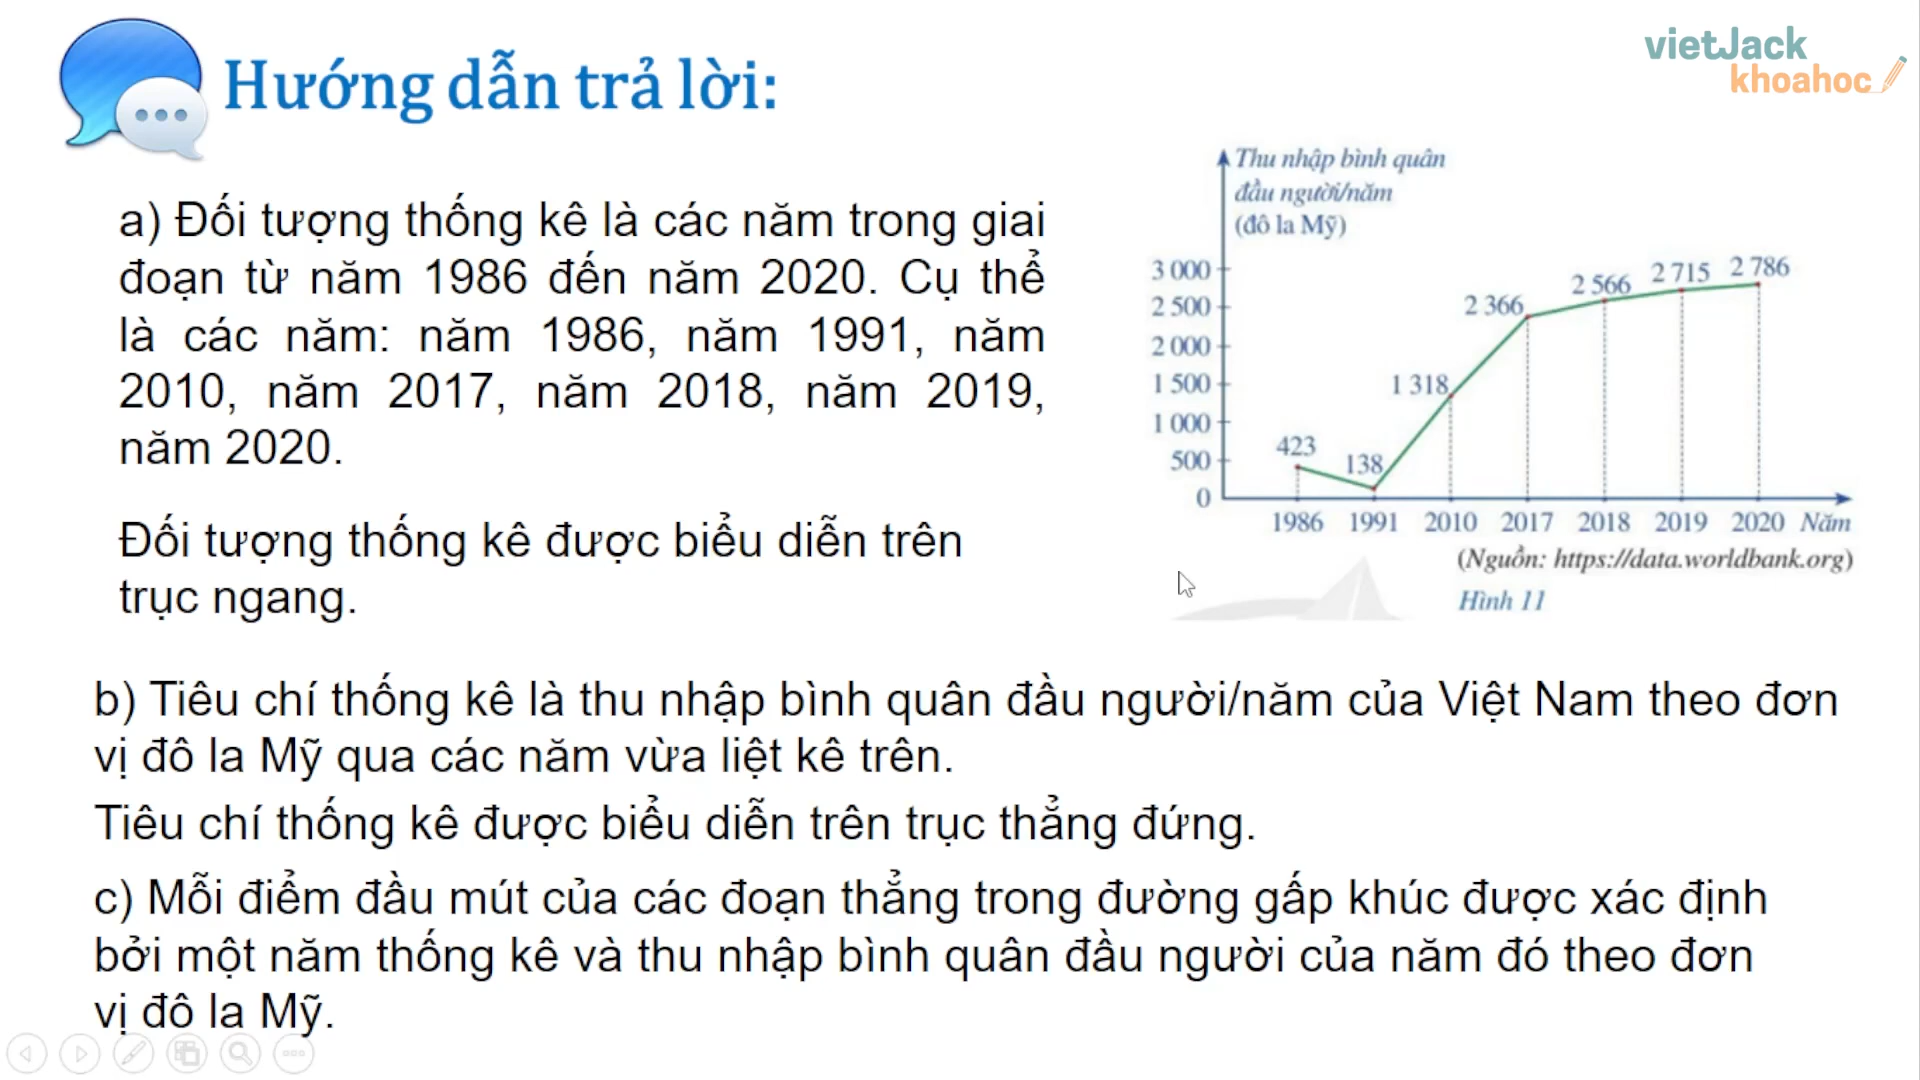 Hướng dẫn trả lời:
vietJack
khoahoc
a) Đối tượng thống kê là các năm trong giai
đoạn từ năm 1986 đến năm 2020. Cụ thể
là các năm: năm 1986, năm 1991, năm
2010, năm 2017, năm 2018, năm 2019,
năm 2020.
Đối tượng thống kê được biểu diễn trên
trục ngang.
Thu nhập bình quân
đầu người/năm
(đô la Mỹ)
3 000
2 500
2 000
1 500
1 000
500
0
423
138
1 318
2 366
2 566
2 715
2 786
1986 1991 2010 2017 2018 2019 2020 Năm
(Nguồn: https://data.worldbank.org)
Hình 11
b) Tiêu chí thống kê là thu nhập bình quân đầu người/năm của Việt Nam theo đơn
vị đô la Mỹ qua các năm vừa liệt kê trên.
Tiêu chí thống kê được biểu diễn trên trục thẳng đứng.
c) Mỗi điểm đầu mút của các đoạn thẳng trong đường gấp khúc được xác định
bởi một năm thống kê và thu nhập bình quân đầu người của năm đó theo đơn
vị đô la Mỹ.